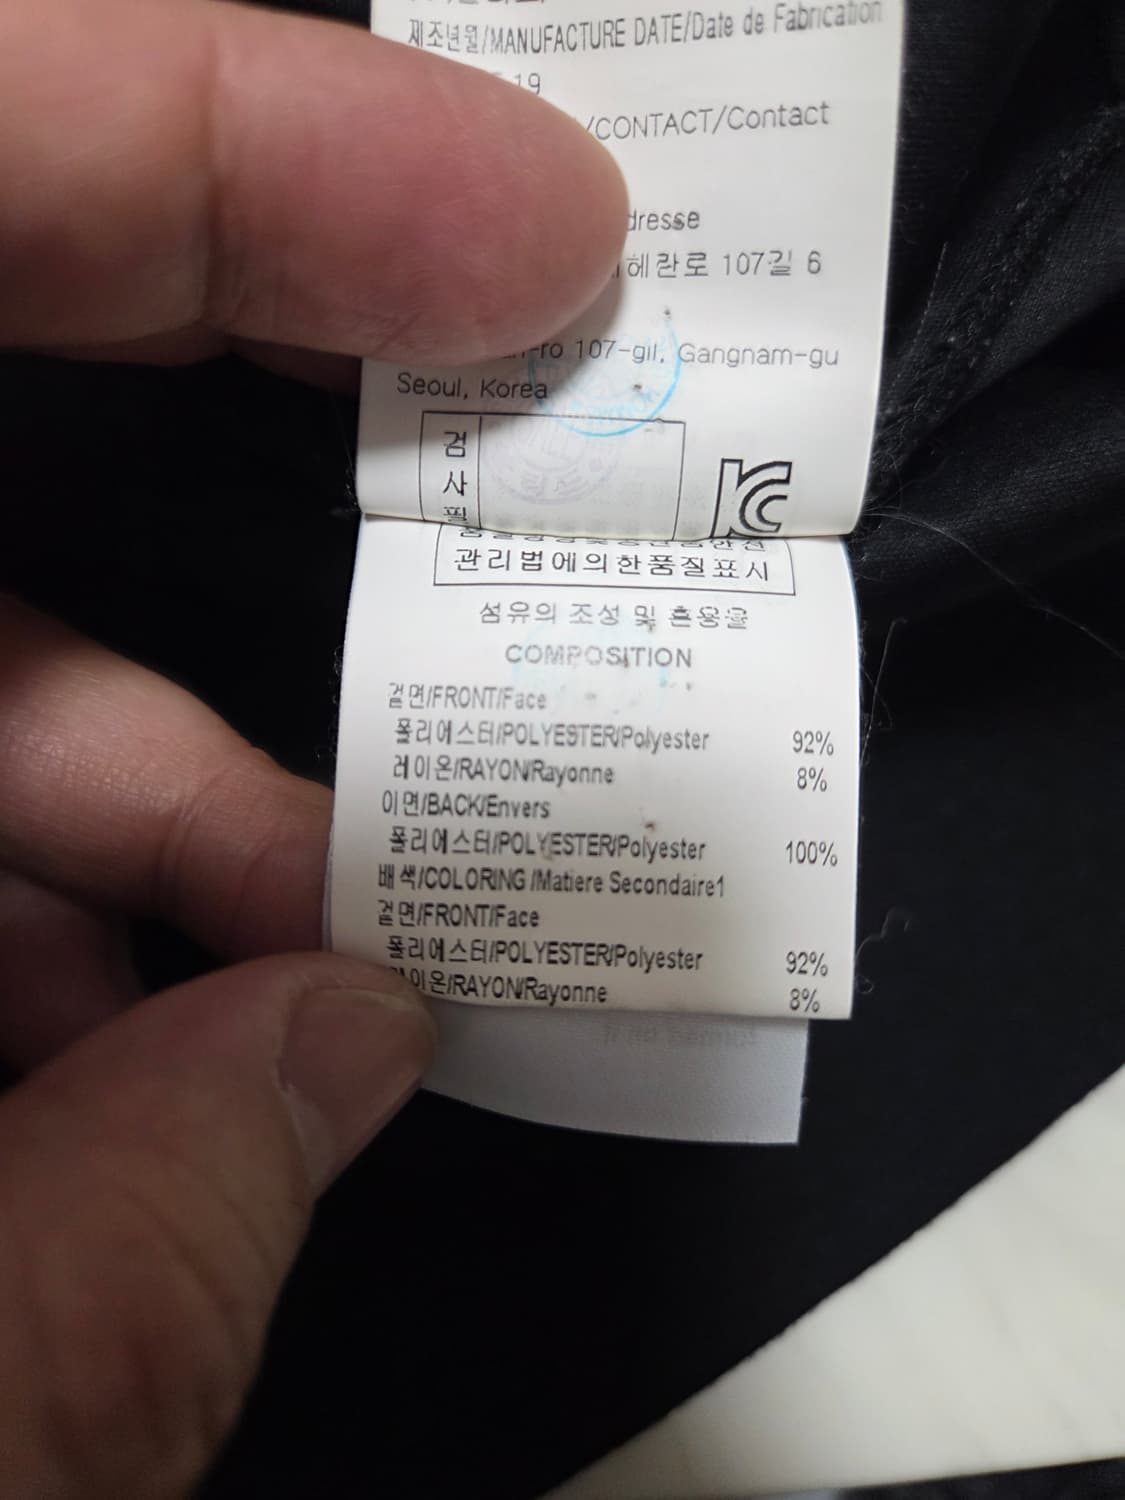 제조년월/MANUFACTURE DATE/Date de Fabrication
19
/CONTACT/Contact
dresse
헤란로 107길 6
-ro 107-gil, Gangnam-gu
Seoul, Korea
검
사
필
관리법에의한품질표시
섬유의 조성 및 혼용율
COMPOSITION
겉면/FRONT/Face
폴리에스터/POLYESTER/Polyester 92%
레이온/RAYON/Rayonne 8%
이면/BACK/Envers
폴리에스터/POLYESTER/Polyester 100%
배색/COLORING /Matiere Secondaire1
겉면/FRONT/Face
폴리에스터/POLYESTER/Polyester 92%
레이온/RAYON/Rayonne 8%